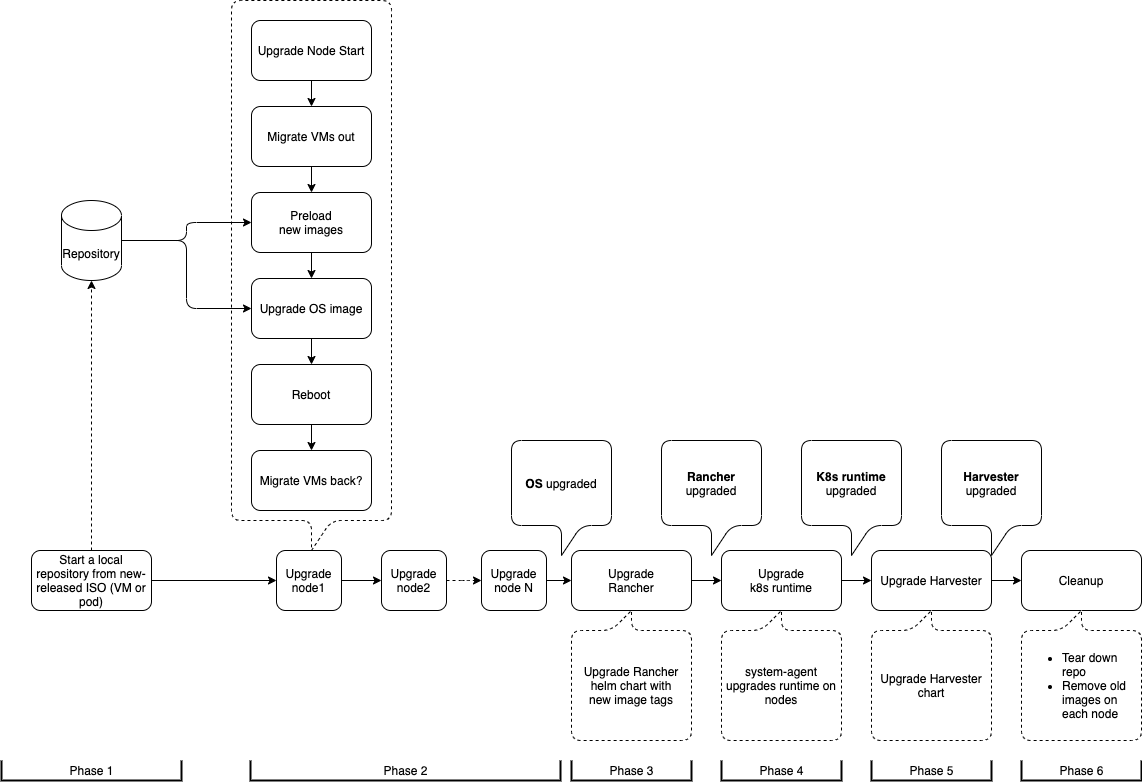 Upgrade Node Start
Migrate VMs out
Preload
new images
Repository
Upgrade OS image
Reboot
Migrate VMs back?
OS upgraded
Rancher
upgraded
K8s runtime
upgraded
Harvester
upgraded
Start a local
repository from new-
released ISO (VM or
pod)
Upgrade
node1
Upgrade
node2
Upgrade
node N
Upgrade
Rancher
Upgrade
k8s runtime
Upgrade Harvester
Cleanup
Upgrade Rancher
helm chart with
new image tags
system-agent
upgrades runtime on
nodes
Upgrade Harvester
chart
• Tear down
repo
• Remove old
images on
each node
Phase 1
Phase 2
Phase 3
Phase 4
Phase 5
Phase 6